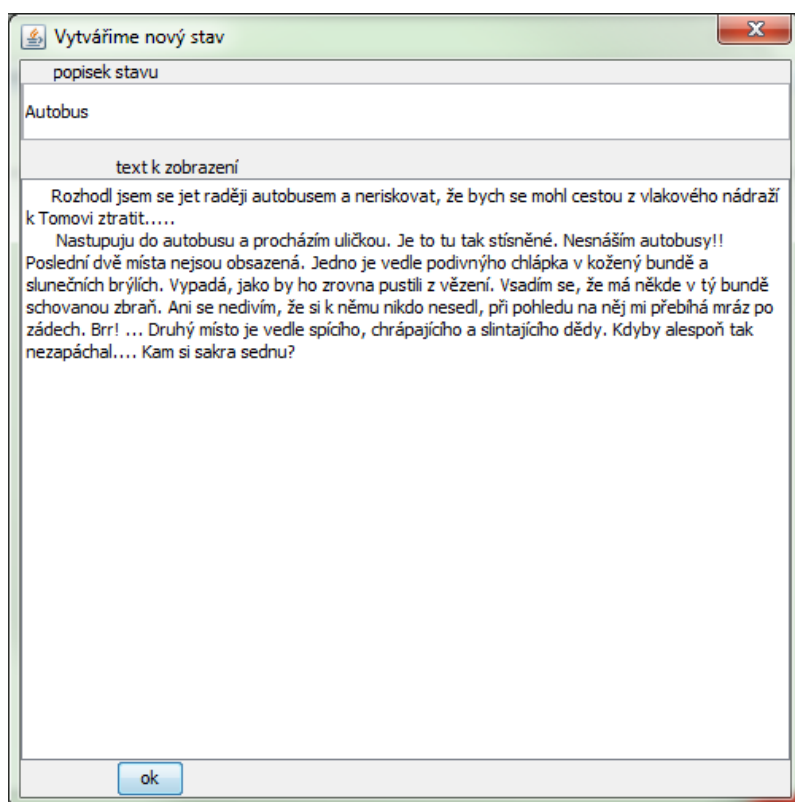 Vytvářime nový stav
popisek stavu
Autobus
text k zobrazení
Rozhodl jsem se jet raději autobusem a neriskovat, že bych se mohl cestou z vlakového nádraží
k Tomovi ztratit.....
Nastupuju do autobusu a procházím uličkou. Je to tu tak stísněné. Nesnáším autobusy!!
Poslední dvě místa nejsou obsazená. Jedno je vedle podivnýho chlápka v kožený bundě a
slunečních brýlích. Vypadá, jako by ho zrovna pustili z vězení. Vsadím se, že má někde v tý bundě
schovanou zbraň. Ani se nedivím, že si k němu nikdo nesedl, při pohledu na něj mi přebíhá mráz po
zádech. Brr! ... Druhý místo je vedle spícího, chrápajícího a slintajícího dědy. Kdyby alespoň tak
nezapáchal.... Kam si sakra sednu?
ok